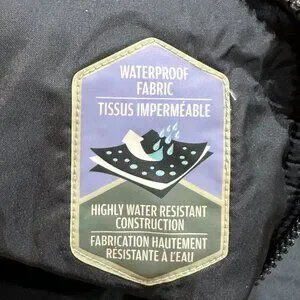 WATERPROOF
FABRIC
TISSUS IMPERMÉABLE
HIGHLY WATER RESISTANT
CONSTRUCTION
FABRICATION HAUTEMENT
RÉSISTANTE À L'EAU